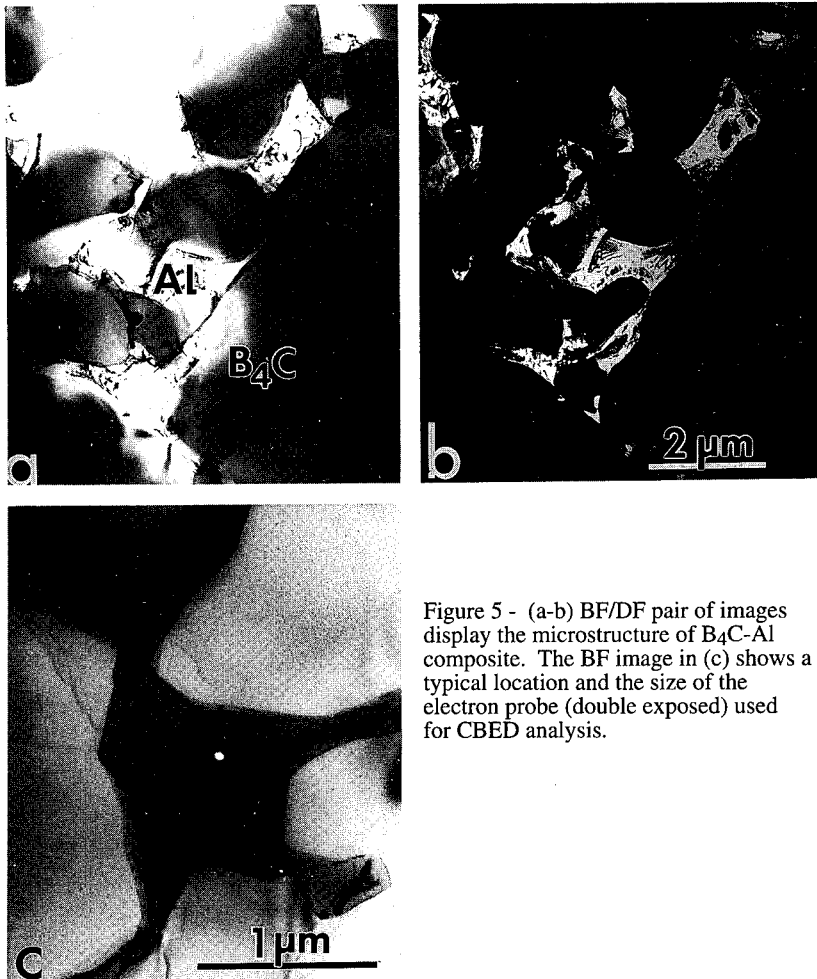 Al
B4C
a
b
2 µm
Figure 5 - (a-b) BF/DF pair of images
display the microstructure of B4C-Al
composite. The BF image in (c) shows a
typical location and the size of the
electron probe (double exposed) used
for CBED analysis.
c
1 µm